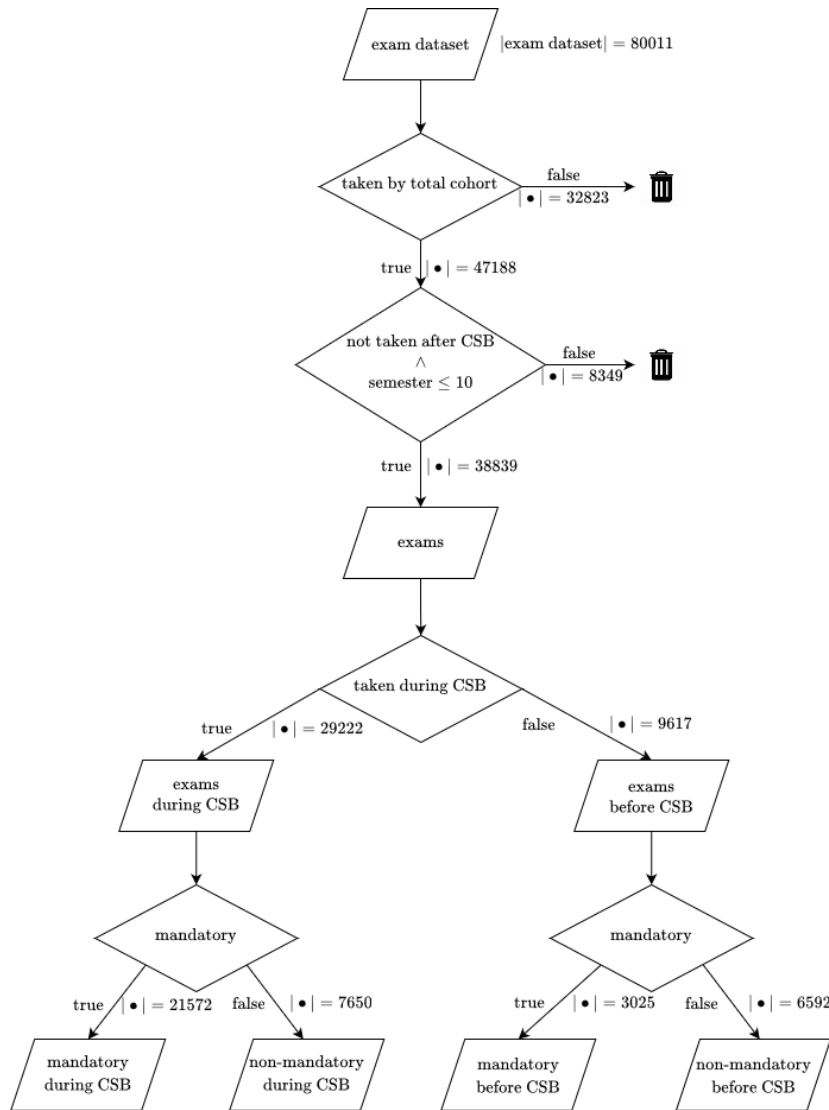 exam dataset
|exam dataset| = 80011
taken by total cohort
false
| • | = 32823
true
| • | = 47188
not taken after CSB
∧
semester ≤ 10
false
| • | = 8349
true
| • | = 38839
exams
taken during CSB
true
| • | = 29222
false
| • | = 9617
exams
during CSB
exams
before CSB
mandatory
mandatory
true
| • | = 21572
false
| • | = 7650
true
| • | = 3025
false
| • | = 6592
mandatory
during CSB
non-mandatory
during CSB
mandatory
before CSB
non-mandatory
before CSB